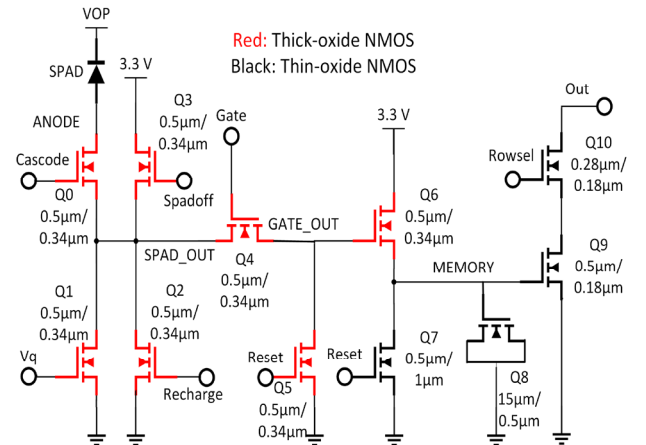 VOP
Red: Thick-oxide NMOS
Black: Thin-oxide NMOS
SPAD
3.3 V
Out
Q3
0.5µm/
0.34µm
ANODE
Gate
3.3 V
Cascode
Q0
0.5µm/
0.34µm
Spadoff
Rowsel
Q10
0.28µm/
0.18µm
Q6
0.5µm/
0.34µm
GATE_OUT
SPAD_OUT
Q4
0.5µm/
0.34µm
MEMORY
Q9
0.5µm/
0.18µm
Q1
0.5µm/
0.34µm
Q2
0.5µm/
0.34µm
Vq
Recharge
Reset
Q5
0.5µm/
0.34µm
Reset
Q7
0.5µm/
1µm
Q8
15µm/
0.5µm